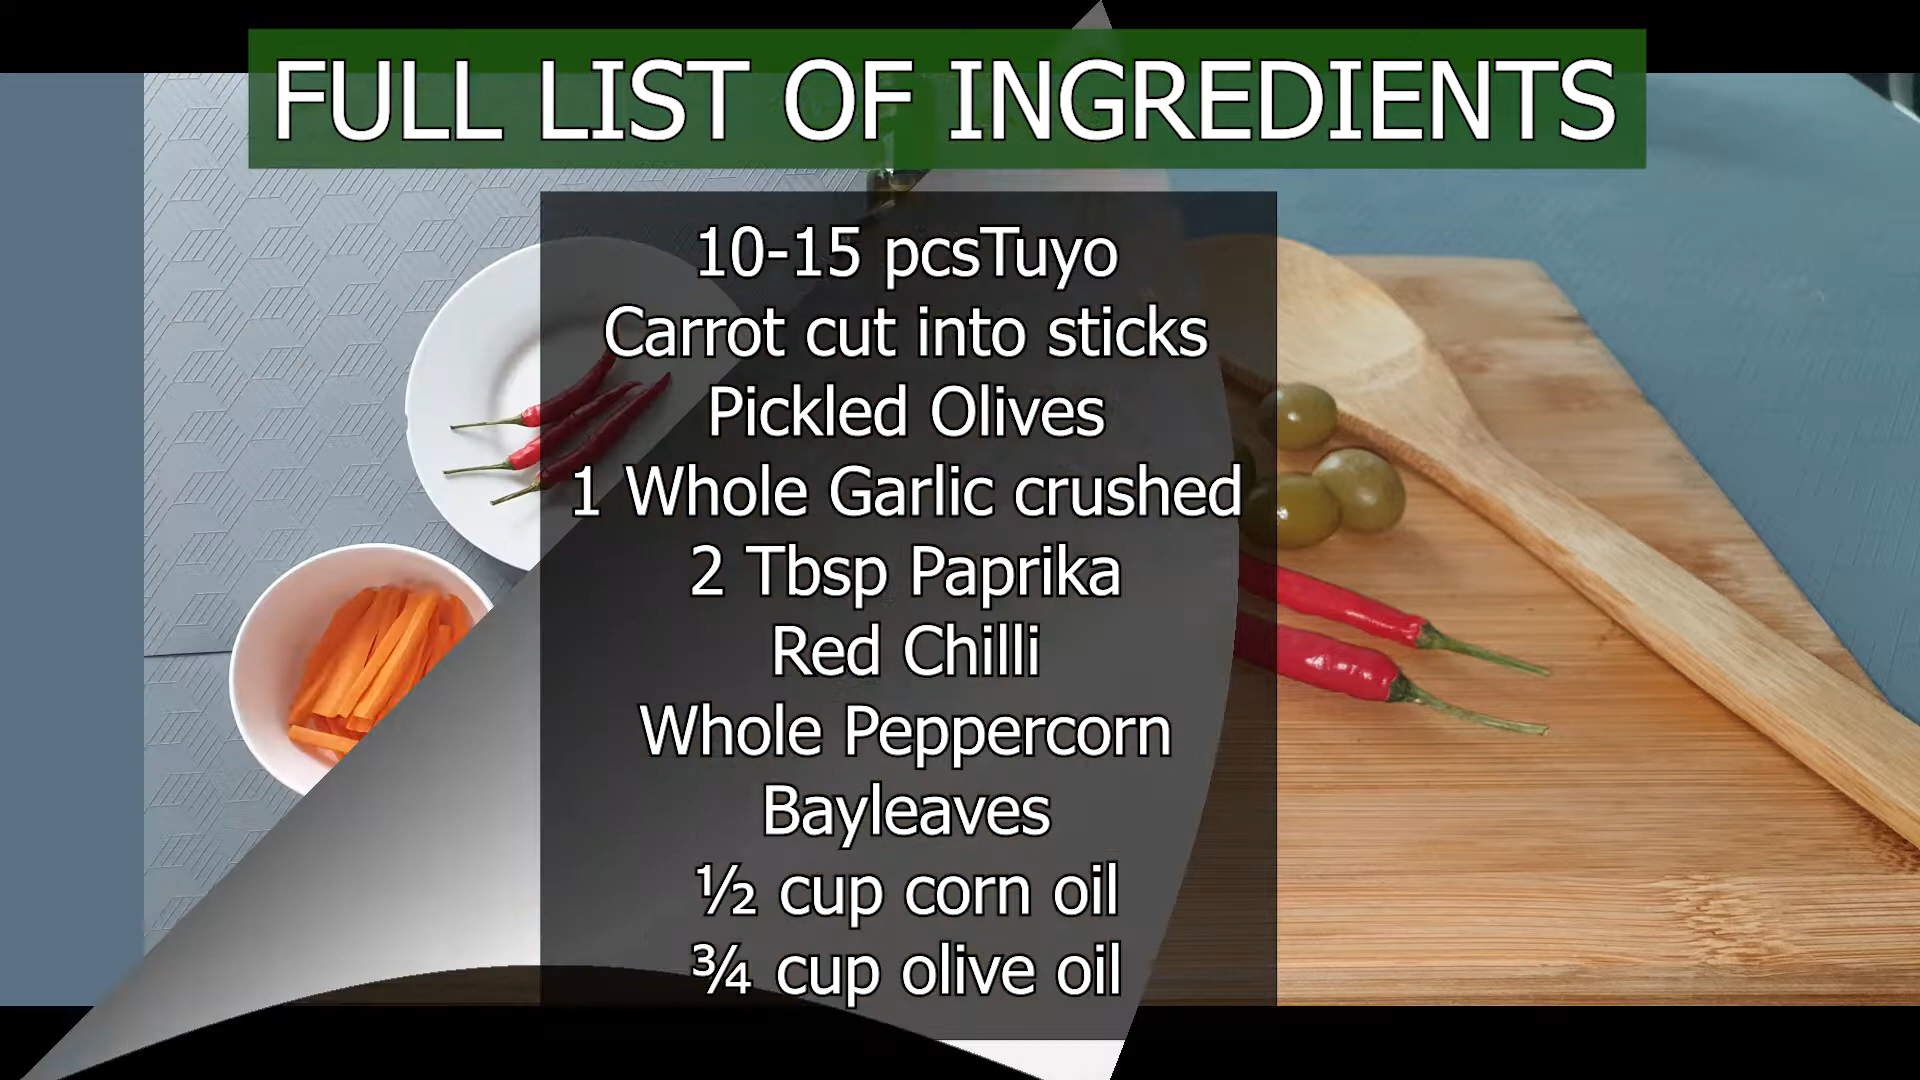 FULL LIST OF INGREDIENTS
10-15 pcsTuyo
Carrot cut into sticks
Pickled Olives
1 Whole Garlic crushed
2 Tbsp Paprika
Red Chilli
Whole Peppercorn
Bayleaves
½ cup corn oil
¾ cup olive oil